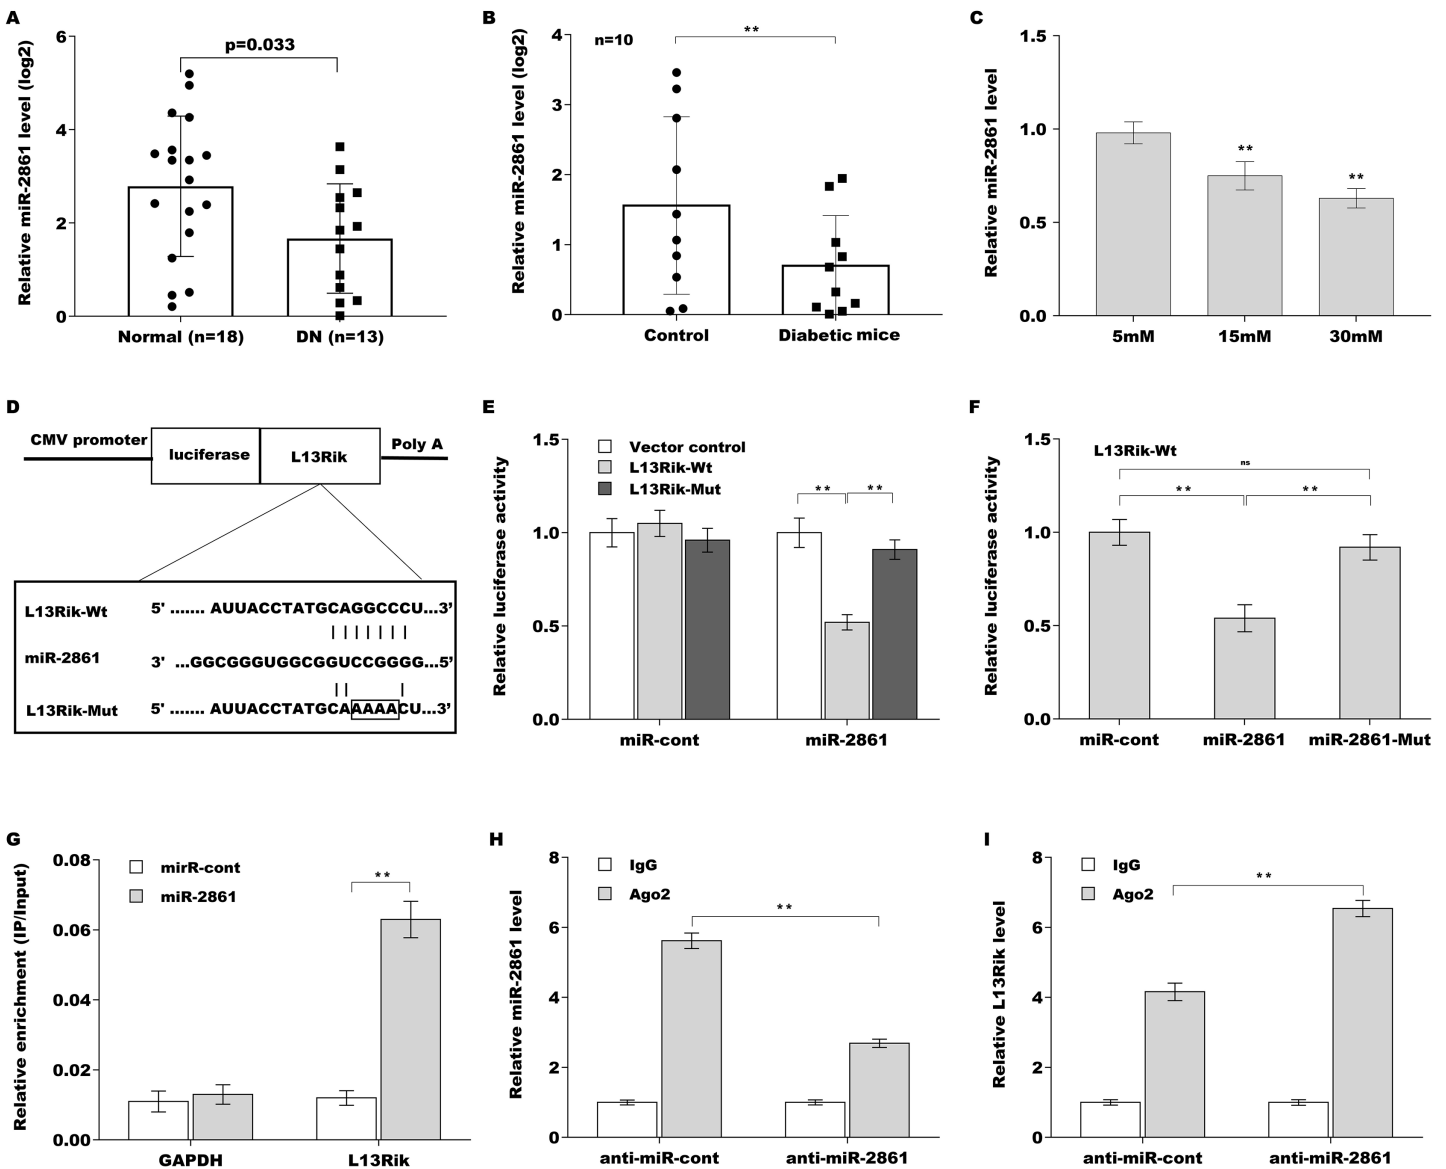 A
Relative miR-2861 level (log2)
6
4
2
0
p=0.033
Normal (n=18)
DN (n=13)
B
Relative miR-2861 level (log2)
4
3
2
1
0
n=10
**
Control
Diabetic mice
C
Relative miR-2861 level
1.5
1.0
0.5
0.0
**
**
5mM
15mM
30mM
D
CMV promoter
luciferase
L13Rik
Poly A
L13Rik-Wt 5' ....... AUUACCTATGCAGGCCCU...3'
miR-2861 3' ...GGCGGGUGGCGGUCCGGGG...5'
L13Rik-Mut 5' ....... AUUACCTATGCAAAAACU...3'
E
Relative luciferase activity
1.5
1.0
0.5
0.0
Vector control
L13Rik-Wt
L13Rik-Mut
**
**
miR-cont
miR-2861
F
Relative luciferase activity
1.5
1.0
0.5
0.0
L13Rik-Wt
ns
**
**
miR-cont
miR-2861
miR-2861-Mut
G
Relative enrichment (IP/Input)
0.08
0.06
0.04
0.02
0.00
mirR-cont
miR-2861
**
GAPDH
L13Rik
H
Relative miR-2861 level
8
6
4
2
0
IgG
Ago2
**
anti-miR-cont
anti-miR-2861
I
Relative L13Rik level
8
6
4
2
0
IgG
Ago2
**
anti-miR-cont
anti-miR-2861